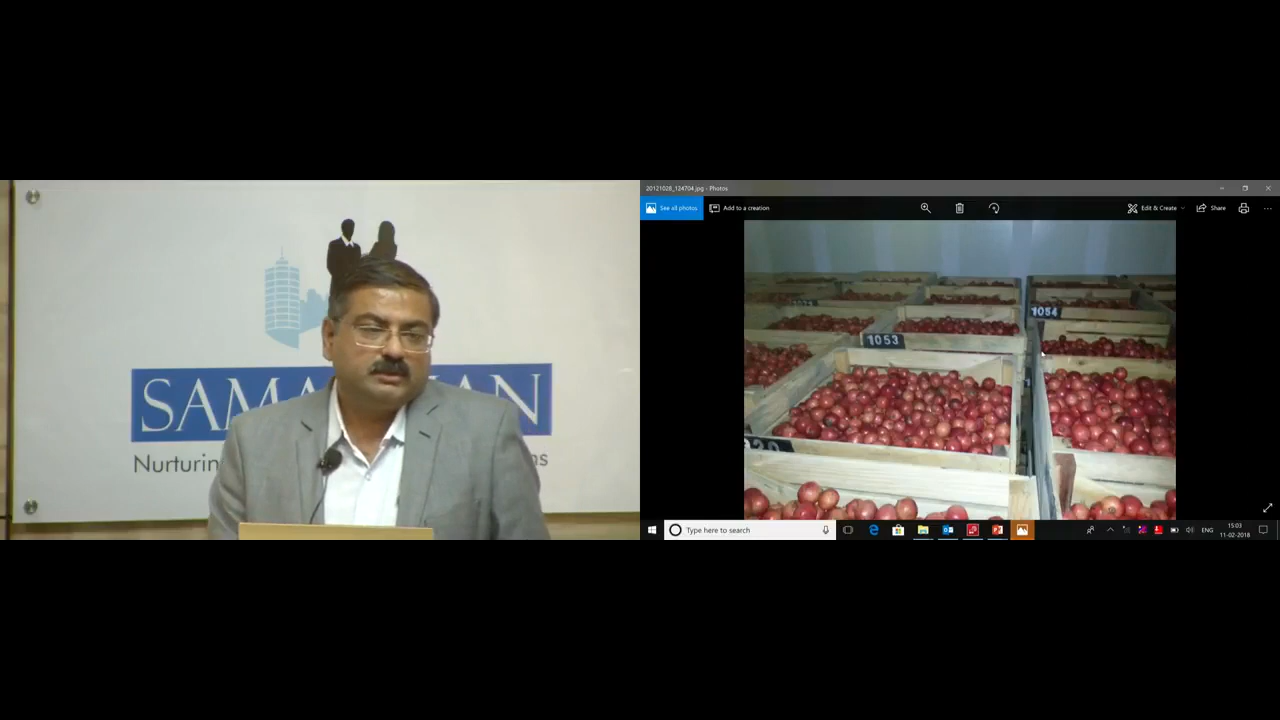 SAMA
AN
Nurturin
ns
20121028_124704.jpg - Photos
See all photos
Add to a creation
Edit & Create
Share
1054
1053
Type here to search
ENG
15:03
11-02-2018